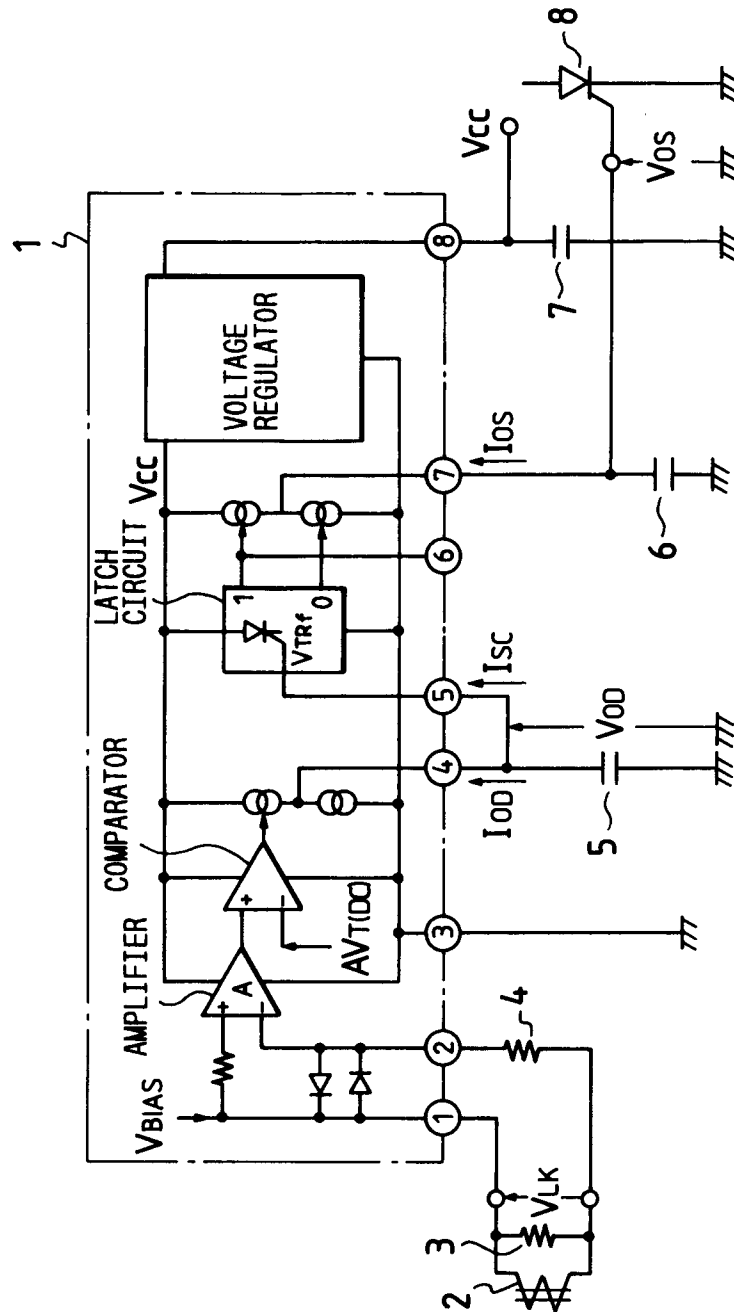 1
AMPLIFIER
COMPARATOR
LATCH
CIRCUIT
VCC
VOLTAGE
REGULATOR
VBIAS
A
+
−
+
−
AVT(DC)
VTRf
1
0
1
2
3
4
5
6
7
8
VLK
2
3
4
IOD
ISC
VOD
5
IOS
6
7
VCC
VOS
8